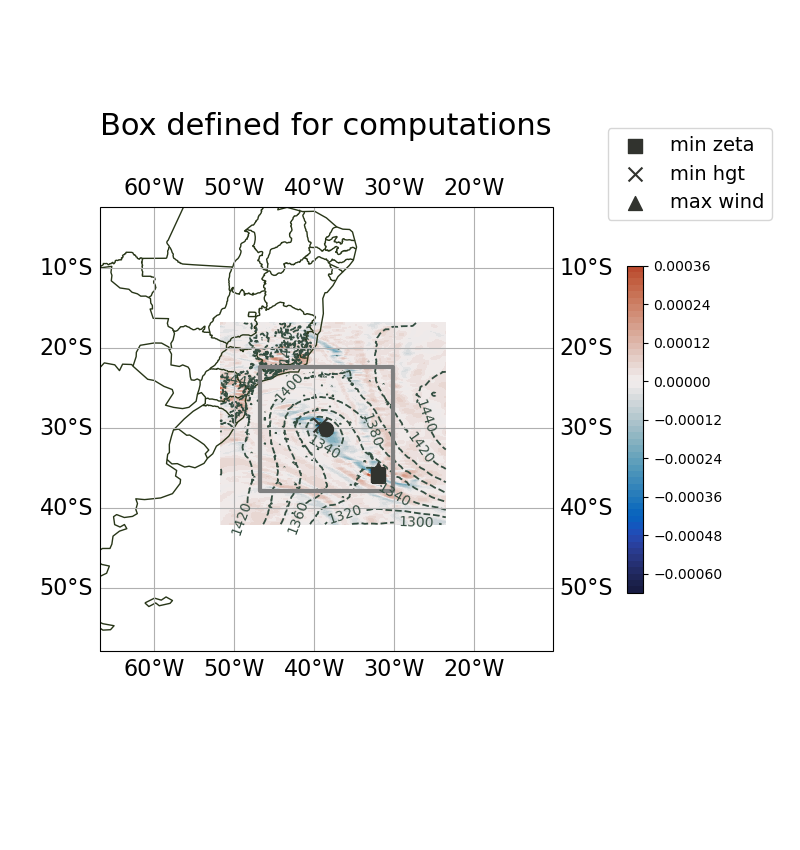 Box defined for computations
min zeta
min hgt
max wind
60°W 50°W 40°W 30°W 20°W
10°S 10°S
20°S 20°S
30°S 30°S
40°S 40°S
50°S 50°S
60°W 50°W 40°W 30°W 20°W
1400
1440
1380
1420
1340
1340
1420
1360
1320
1300
0.00036
0.00024
0.00012
0.00000
−0.00012
−0.00024
−0.00036
−0.00048
−0.00060